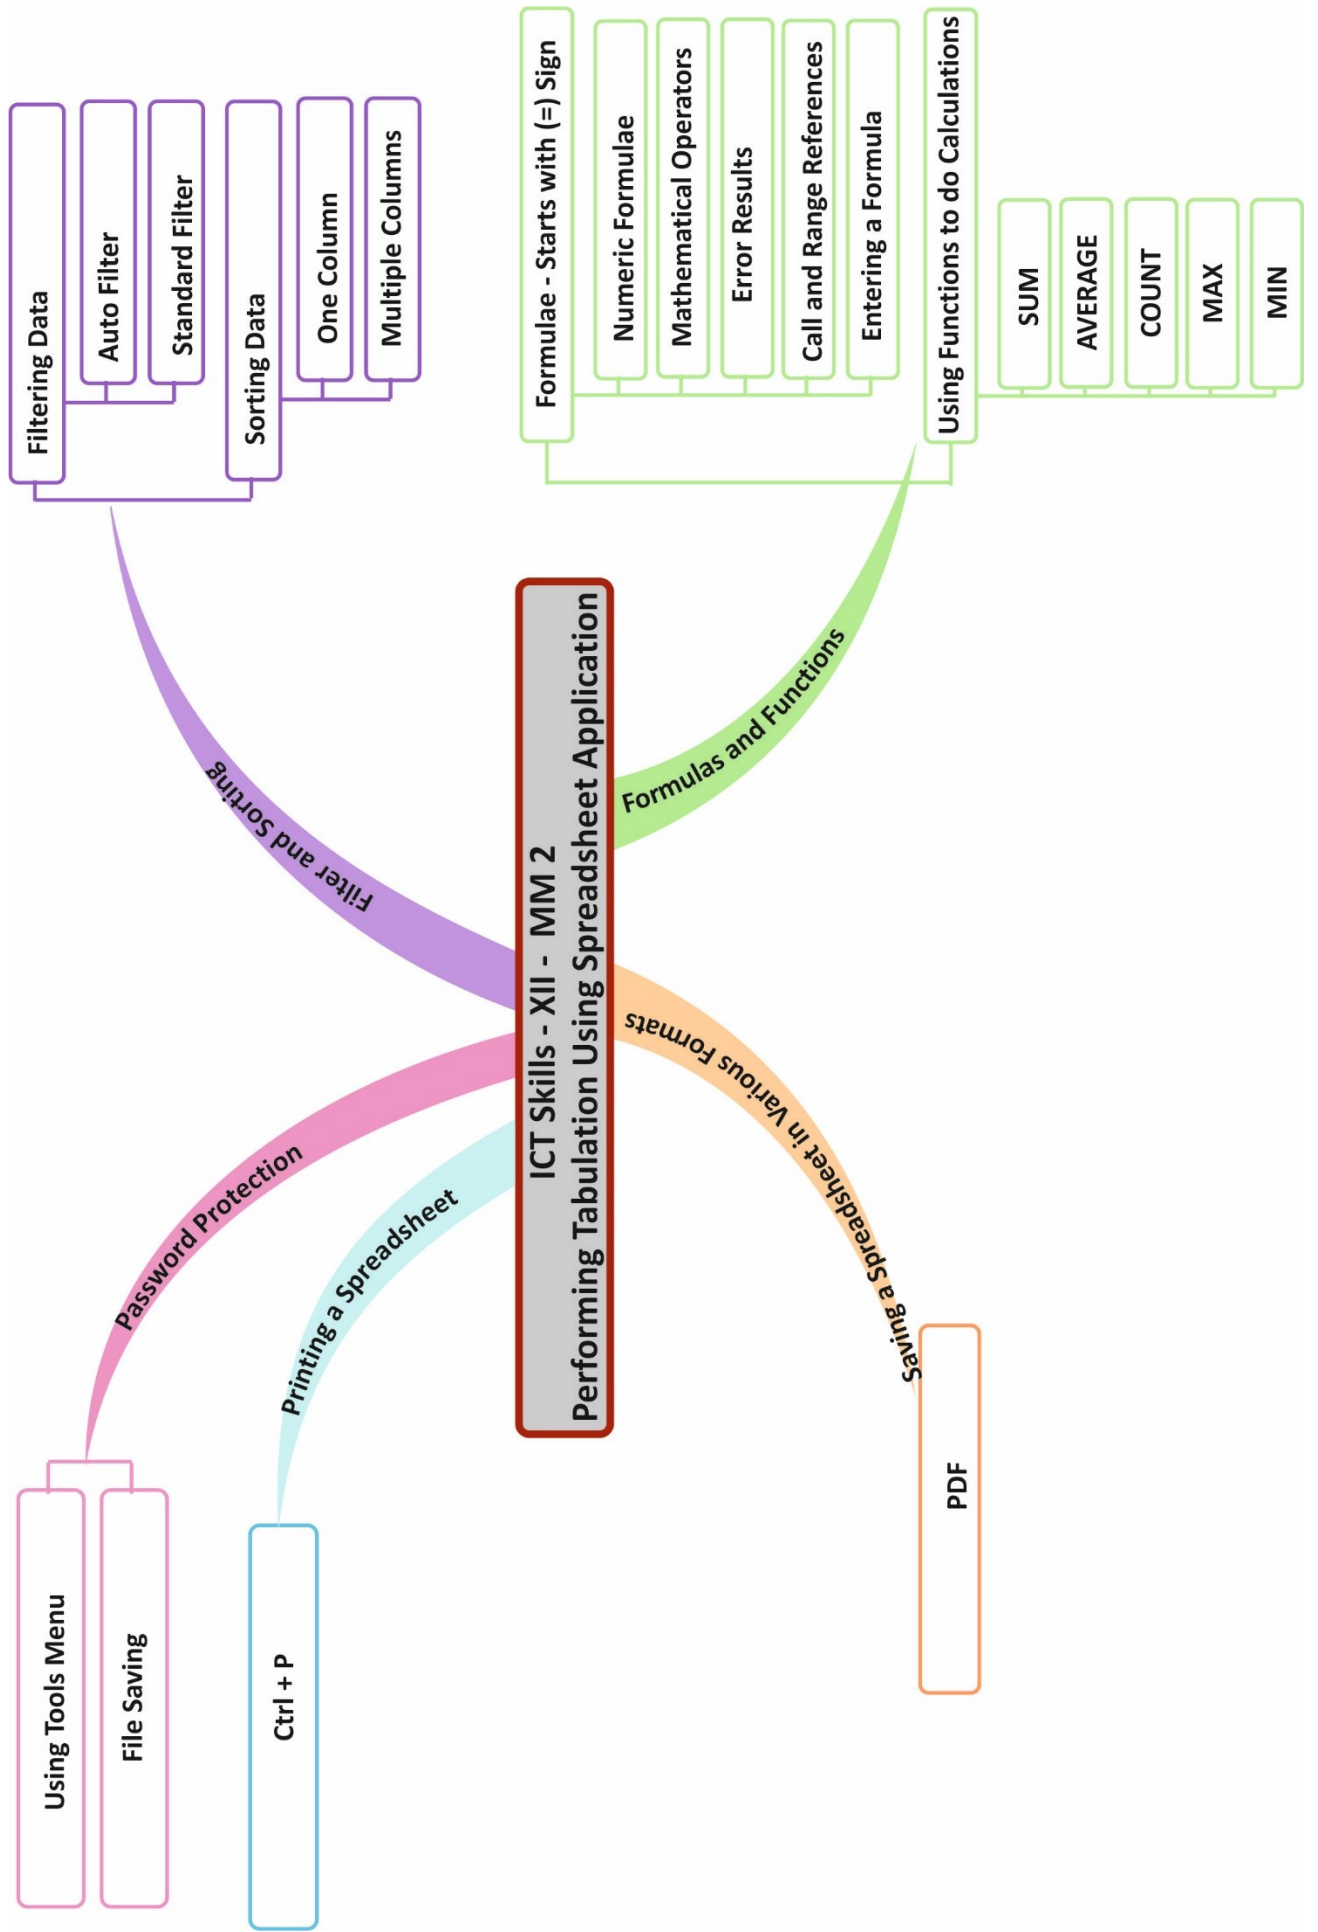 ICT Skills - XII - MM 2
Performing Tabulation Using Spreadsheet Application
Password Protection
Using Tools Menu
File Saving
Printing a Spreadsheet
Ctrl + P
Saving a Spreadsheet in Various Formats
PDF
Filter and Sorting
Filtering Data
Auto Filter
Standard Filter
Sorting Data
One Column
Multiple Columns
Formulas and Functions
Formulae - Starts with (=) Sign
Numeric Formulae
Mathematical Operators
Error Results
Call and Range References
Entering a Formula
Using Functions to do Calculations
SUM
AVERAGE
COUNT
MAX
MIN